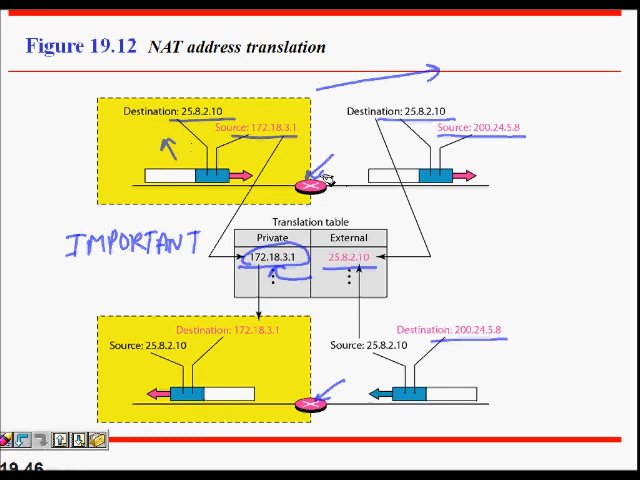 Figure 19.12 NAT address translation
Destination: 25.8.2.10
Source: 172.18.3.1
Destination: 25.8.2.10
Source: 200.24.5.8
IMPORTANT
Translation table
Private External
172.18.3.1 25.8.2.10
Destination: 172.18.3.1
Source: 25.8.2.10
Destination: 200.24.5.8
Source: 25.8.2.10
19.46